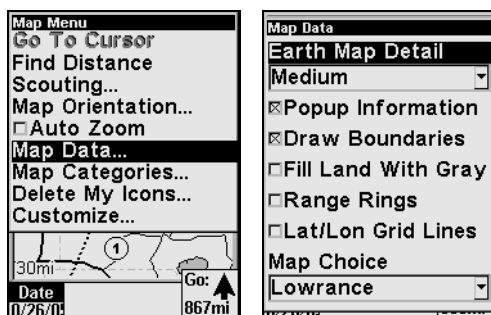 Map Menu
Go To Cursor
Find Distance
Scouting...
Map Orientation...
Auto Zoom
Map Data...
Map Categories...
Delete My Icons...
Customize...
1
30mi
Go:
Date
867mi
Map Data
Earth Map Detail
Medium
Popup Information
Draw Boundaries
Fill Land With Gray
Range Rings
Lat/Lon Grid Lines
Map Choice
Lowrance